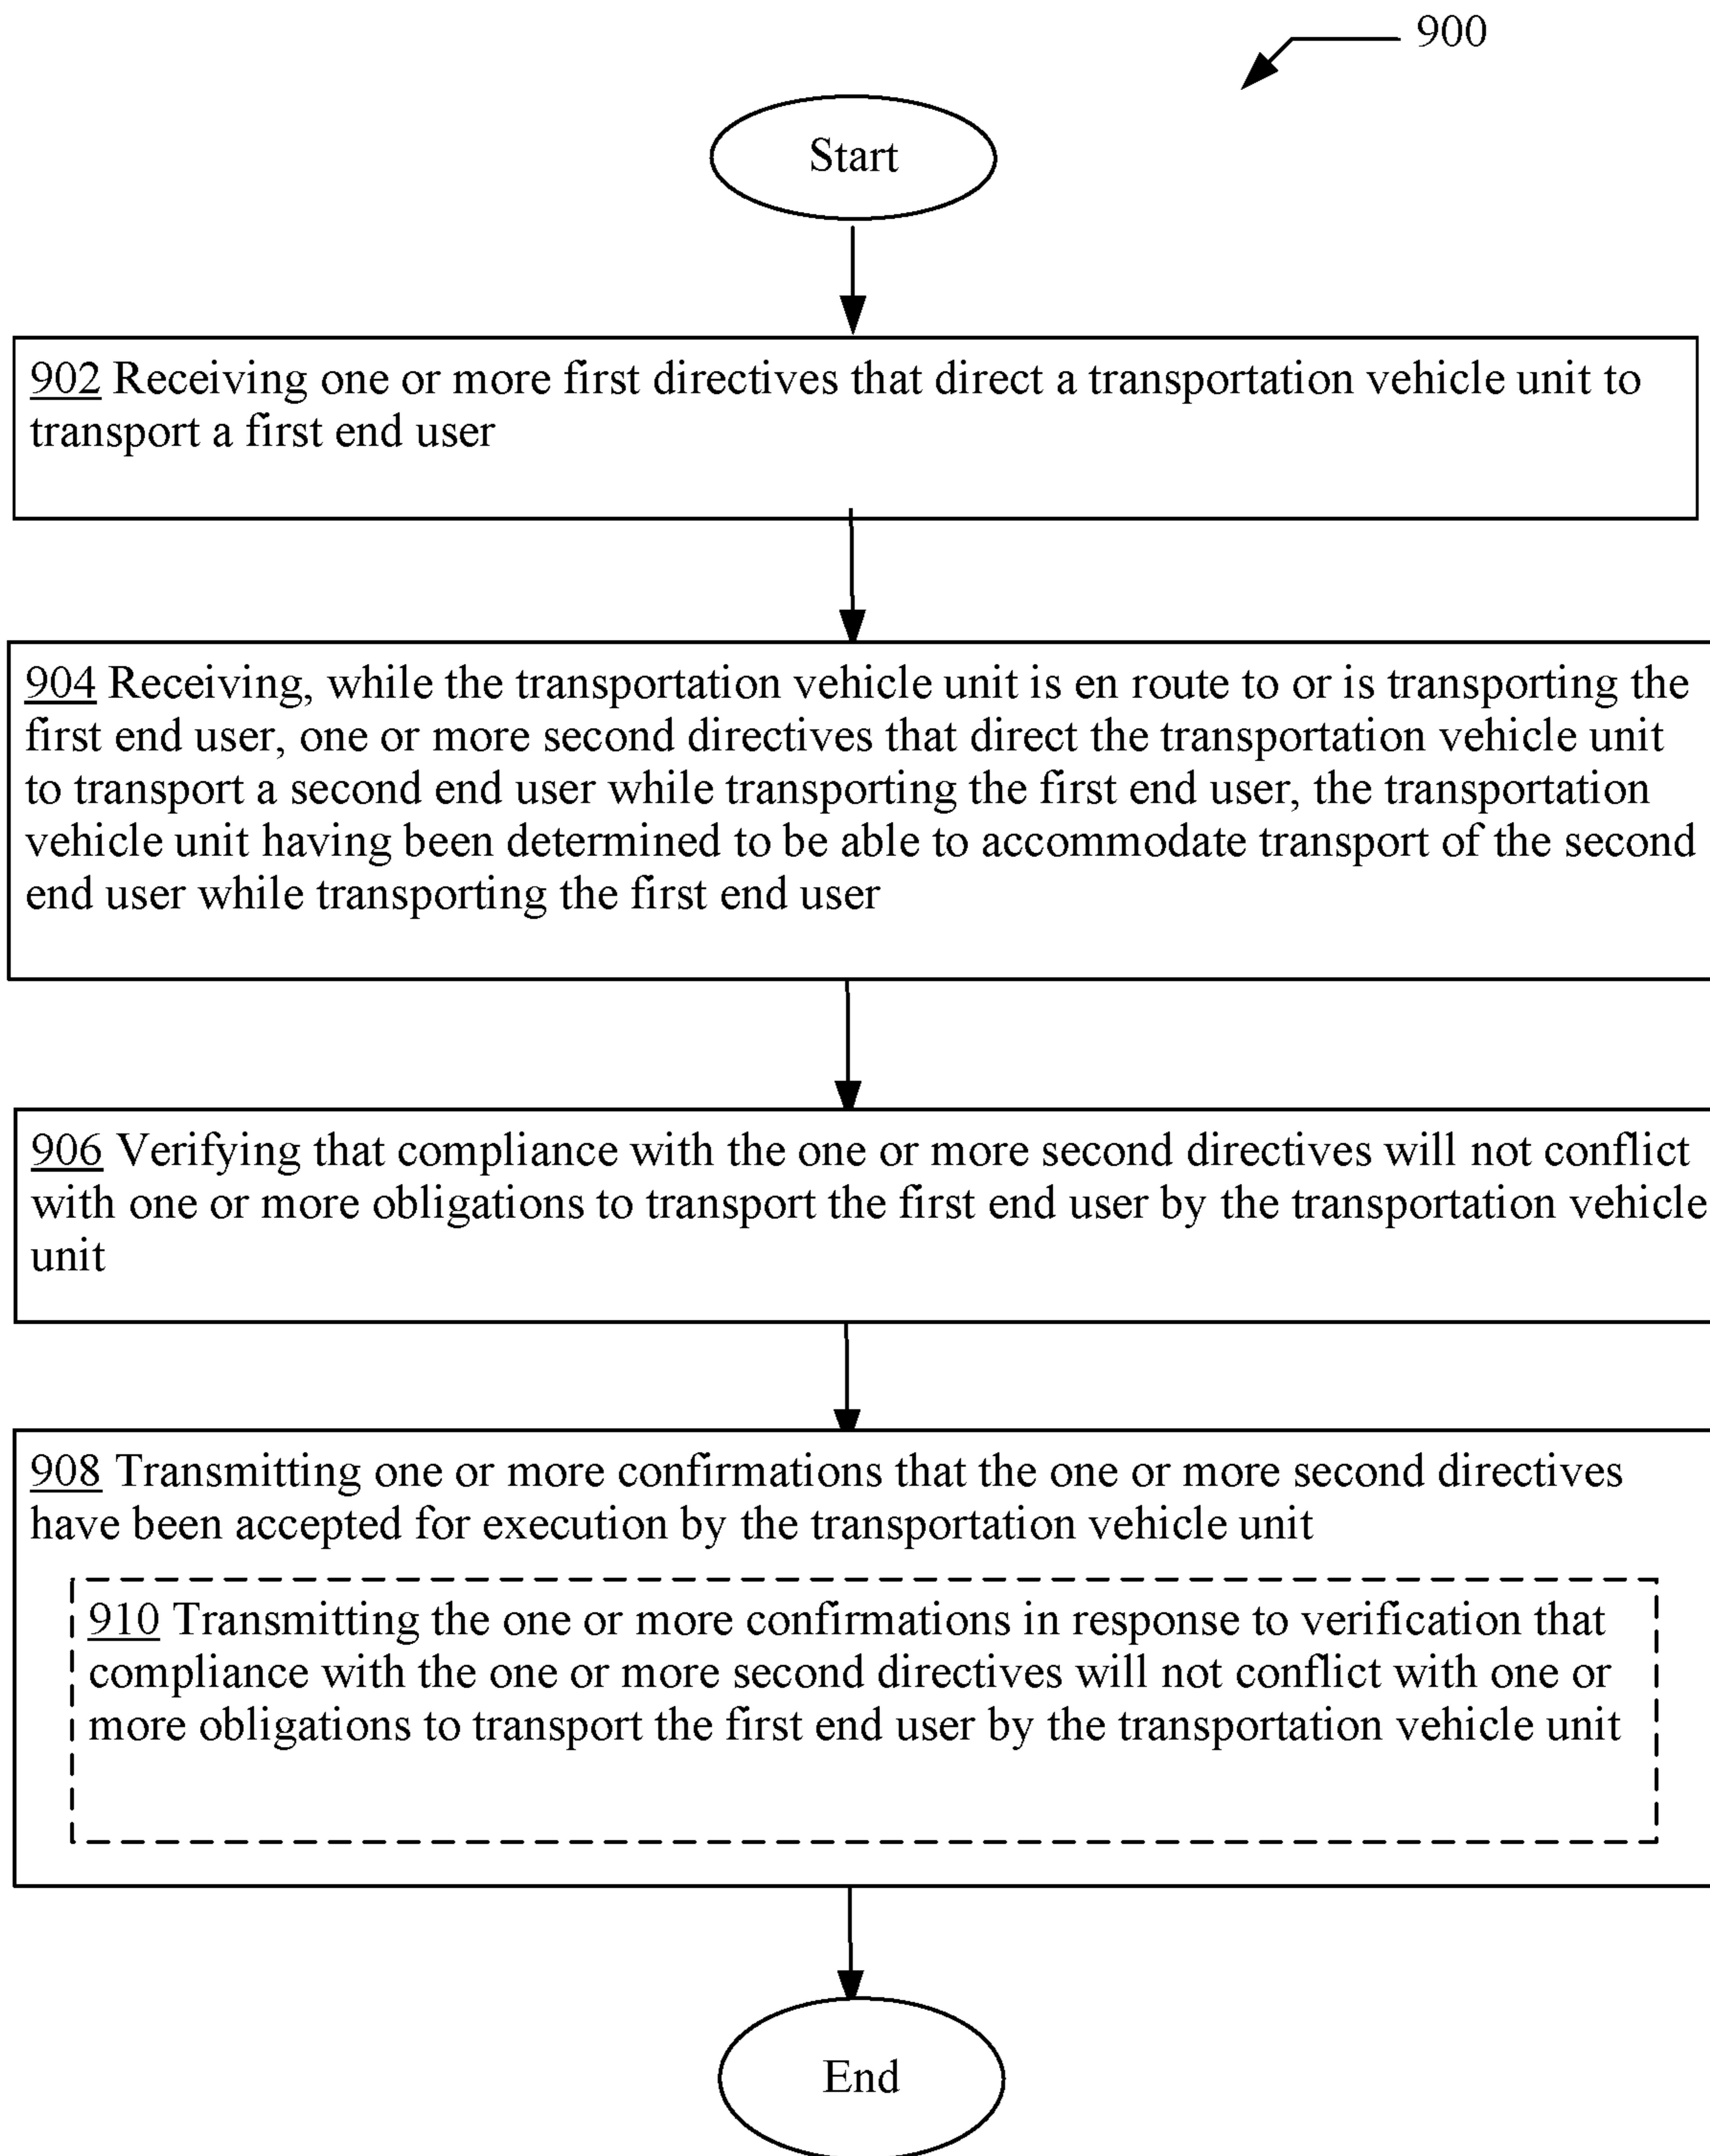 900
Start
902 Receiving one or more first directives that direct a transportation vehicle unit to
transport a first end user
904 Receiving, while the transportation vehicle unit is en route to or is transporting the
first end user, one or more second directives that direct the transportation vehicle unit
to transport a second end user while transporting the first end user, the transportation
vehicle unit having been determined to be able to accommodate transport of the second
end user while transporting the first end user
906 Verifying that compliance with the one or more second directives will not conflict
with one or more obligations to transport the first end user by the transportation vehicle
unit
908 Transmitting one or more confirmations that the one or more second directives
have been accepted for execution by the transportation vehicle unit
910 Transmitting the one or more confirmations in response to verification that
compliance with the one or more second directives will not conflict with one or
more obligations to transport the first end user by the transportation vehicle unit
End